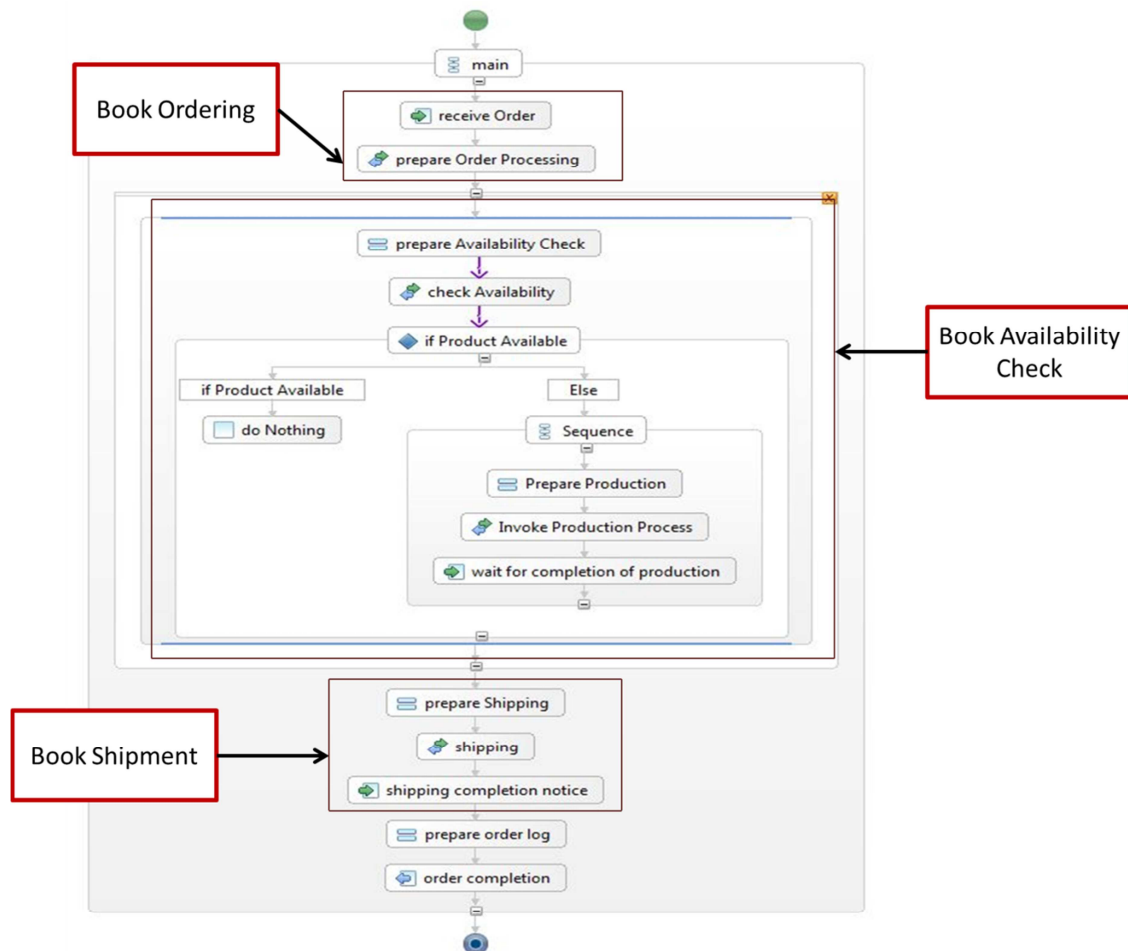 main
Book Ordering
receive Order
prepare Order Processing
prepare Availability Check
check Availability
Book Availability
Check
if Product Available
if Product Available
Else
do Nothing
Sequence
Prepare Production
Invoke Production Process
wait for completion of production
prepare Shipping
Book Shipment
shipping
shipping completion notice
prepare order log
order completion